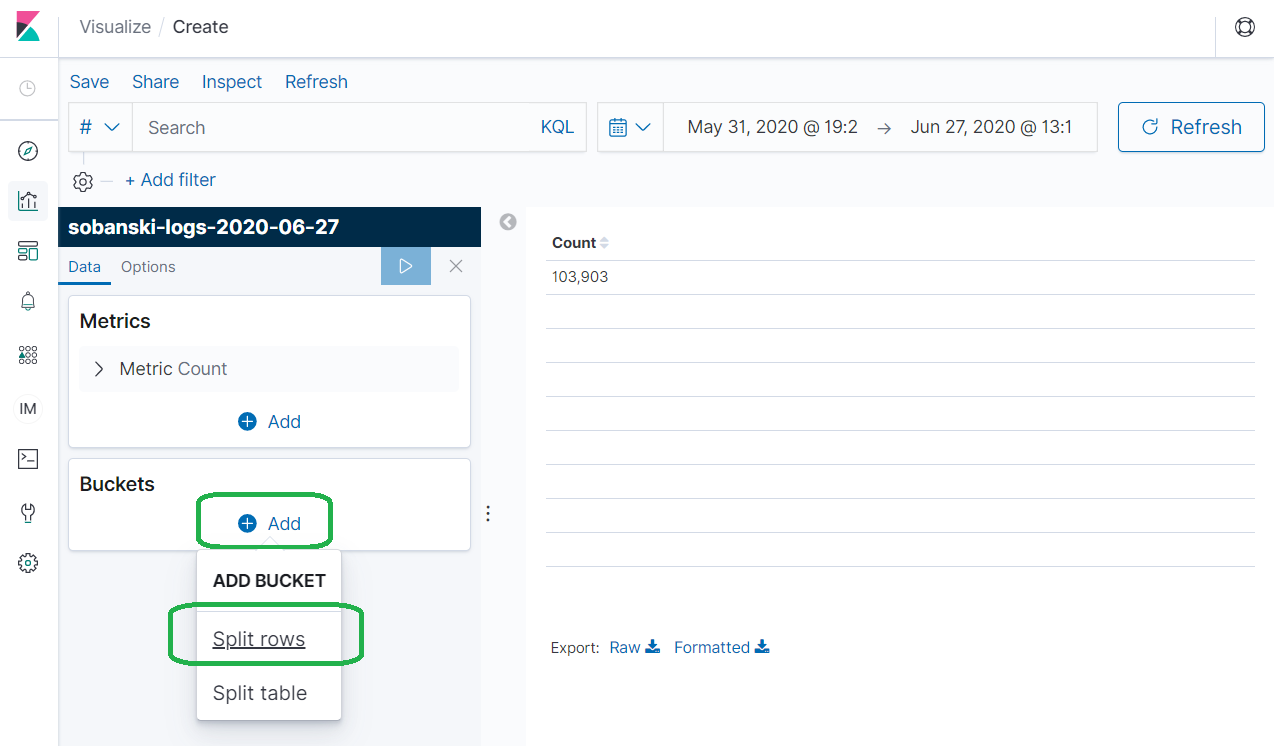 Visualize / Create
Save Share Inspect Refresh
# Search KQL May 31, 2020 @ 19:2 → Jun 27, 2020 @ 13:1 Refresh
+ Add filter
sobanski-logs-2020-06-27
Data Options
Metrics
Metric Count
Add
Buckets
Add
ADD BUCKET
Split rows
Split table
IM
Count
103,903
Export: Raw Formatted